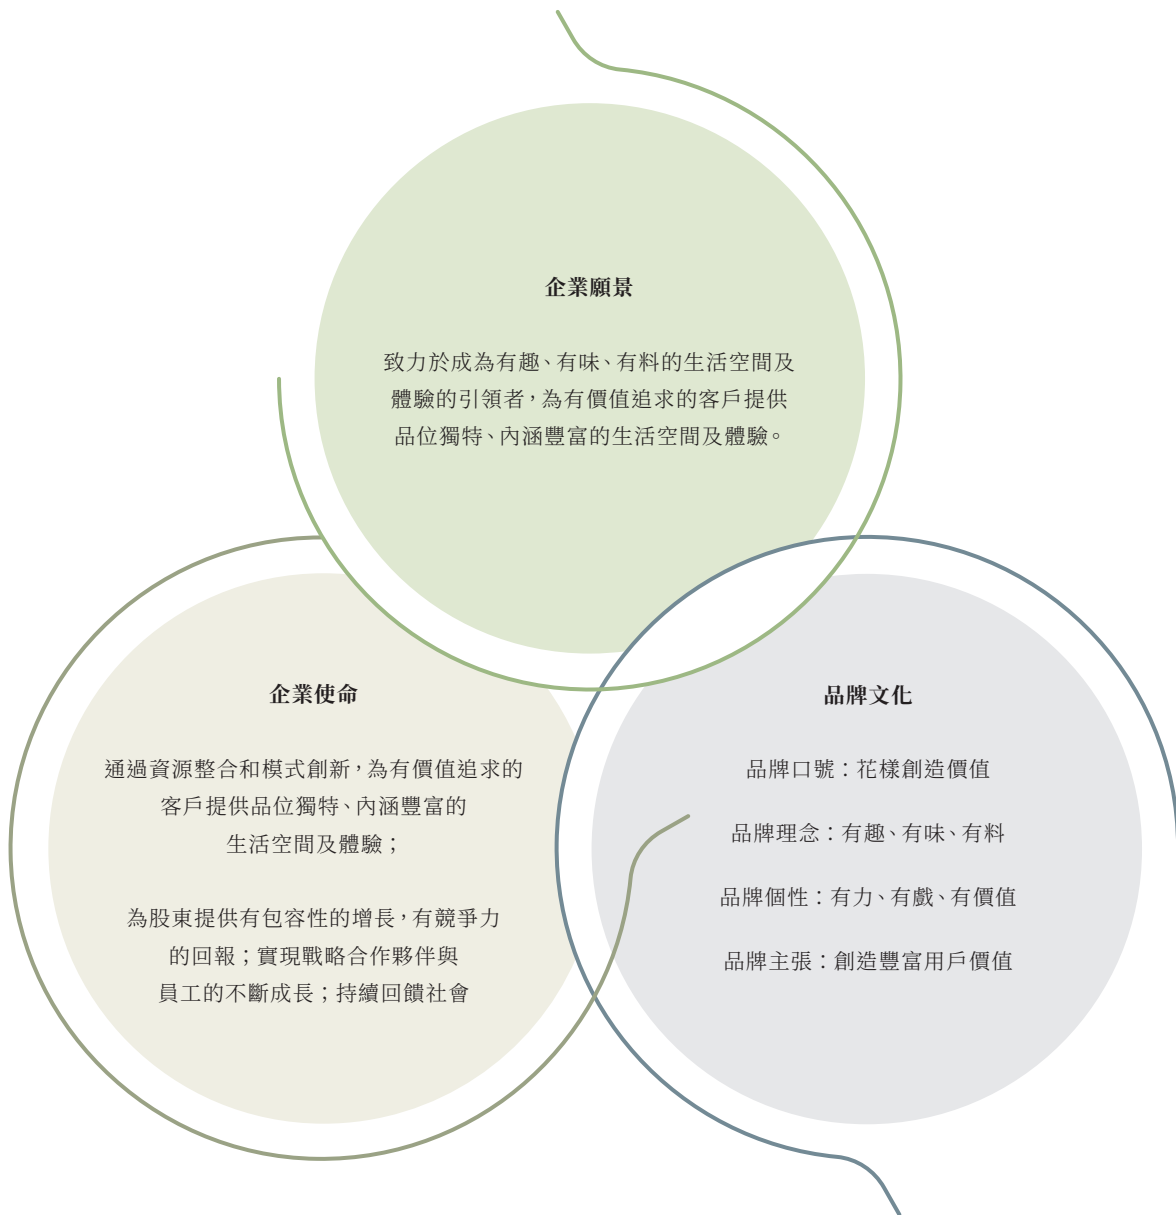 企業願景
致力於成為有趣、有味、有料的生活空間及
體驗的引領者，為有價值追求的客戶提供
品位獨特、內涵豐富的生活空間及體驗。
企業使命
通過資源整合和模式創新，為有價值追求的
客戶提供品位獨特、內涵豐富的
生活空間及體驗；
為股東提供有包容性的增長，有競爭力
的回報；實現戰略合作夥伴與
員工的不斷成長；持續回饋社會
品牌文化
品牌口號：花樣創造價值
品牌理念：有趣、有味、有料
品牌個性：有力、有戲、有價值
品牌主張：創造豐富用戶價值